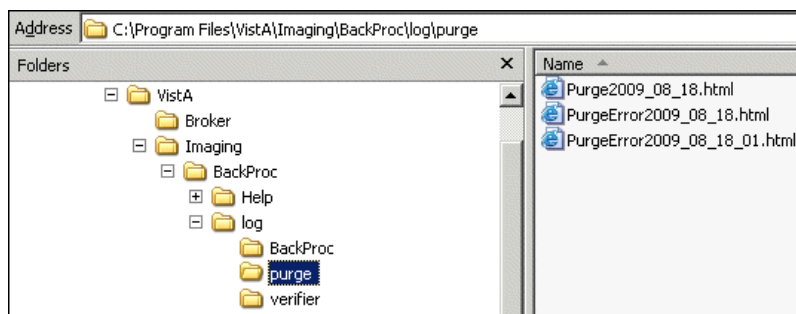 Address C:\Program Files\VistA\Imaging\BackProc\log\purge
Folders
VistA
Broker
Imaging
BackProc
Help
log
BackProc
purge
verifier
Name
Purge2009_08_18.html
PurgeError2009_08_18.html
PurgeError2009_08_18_01.html